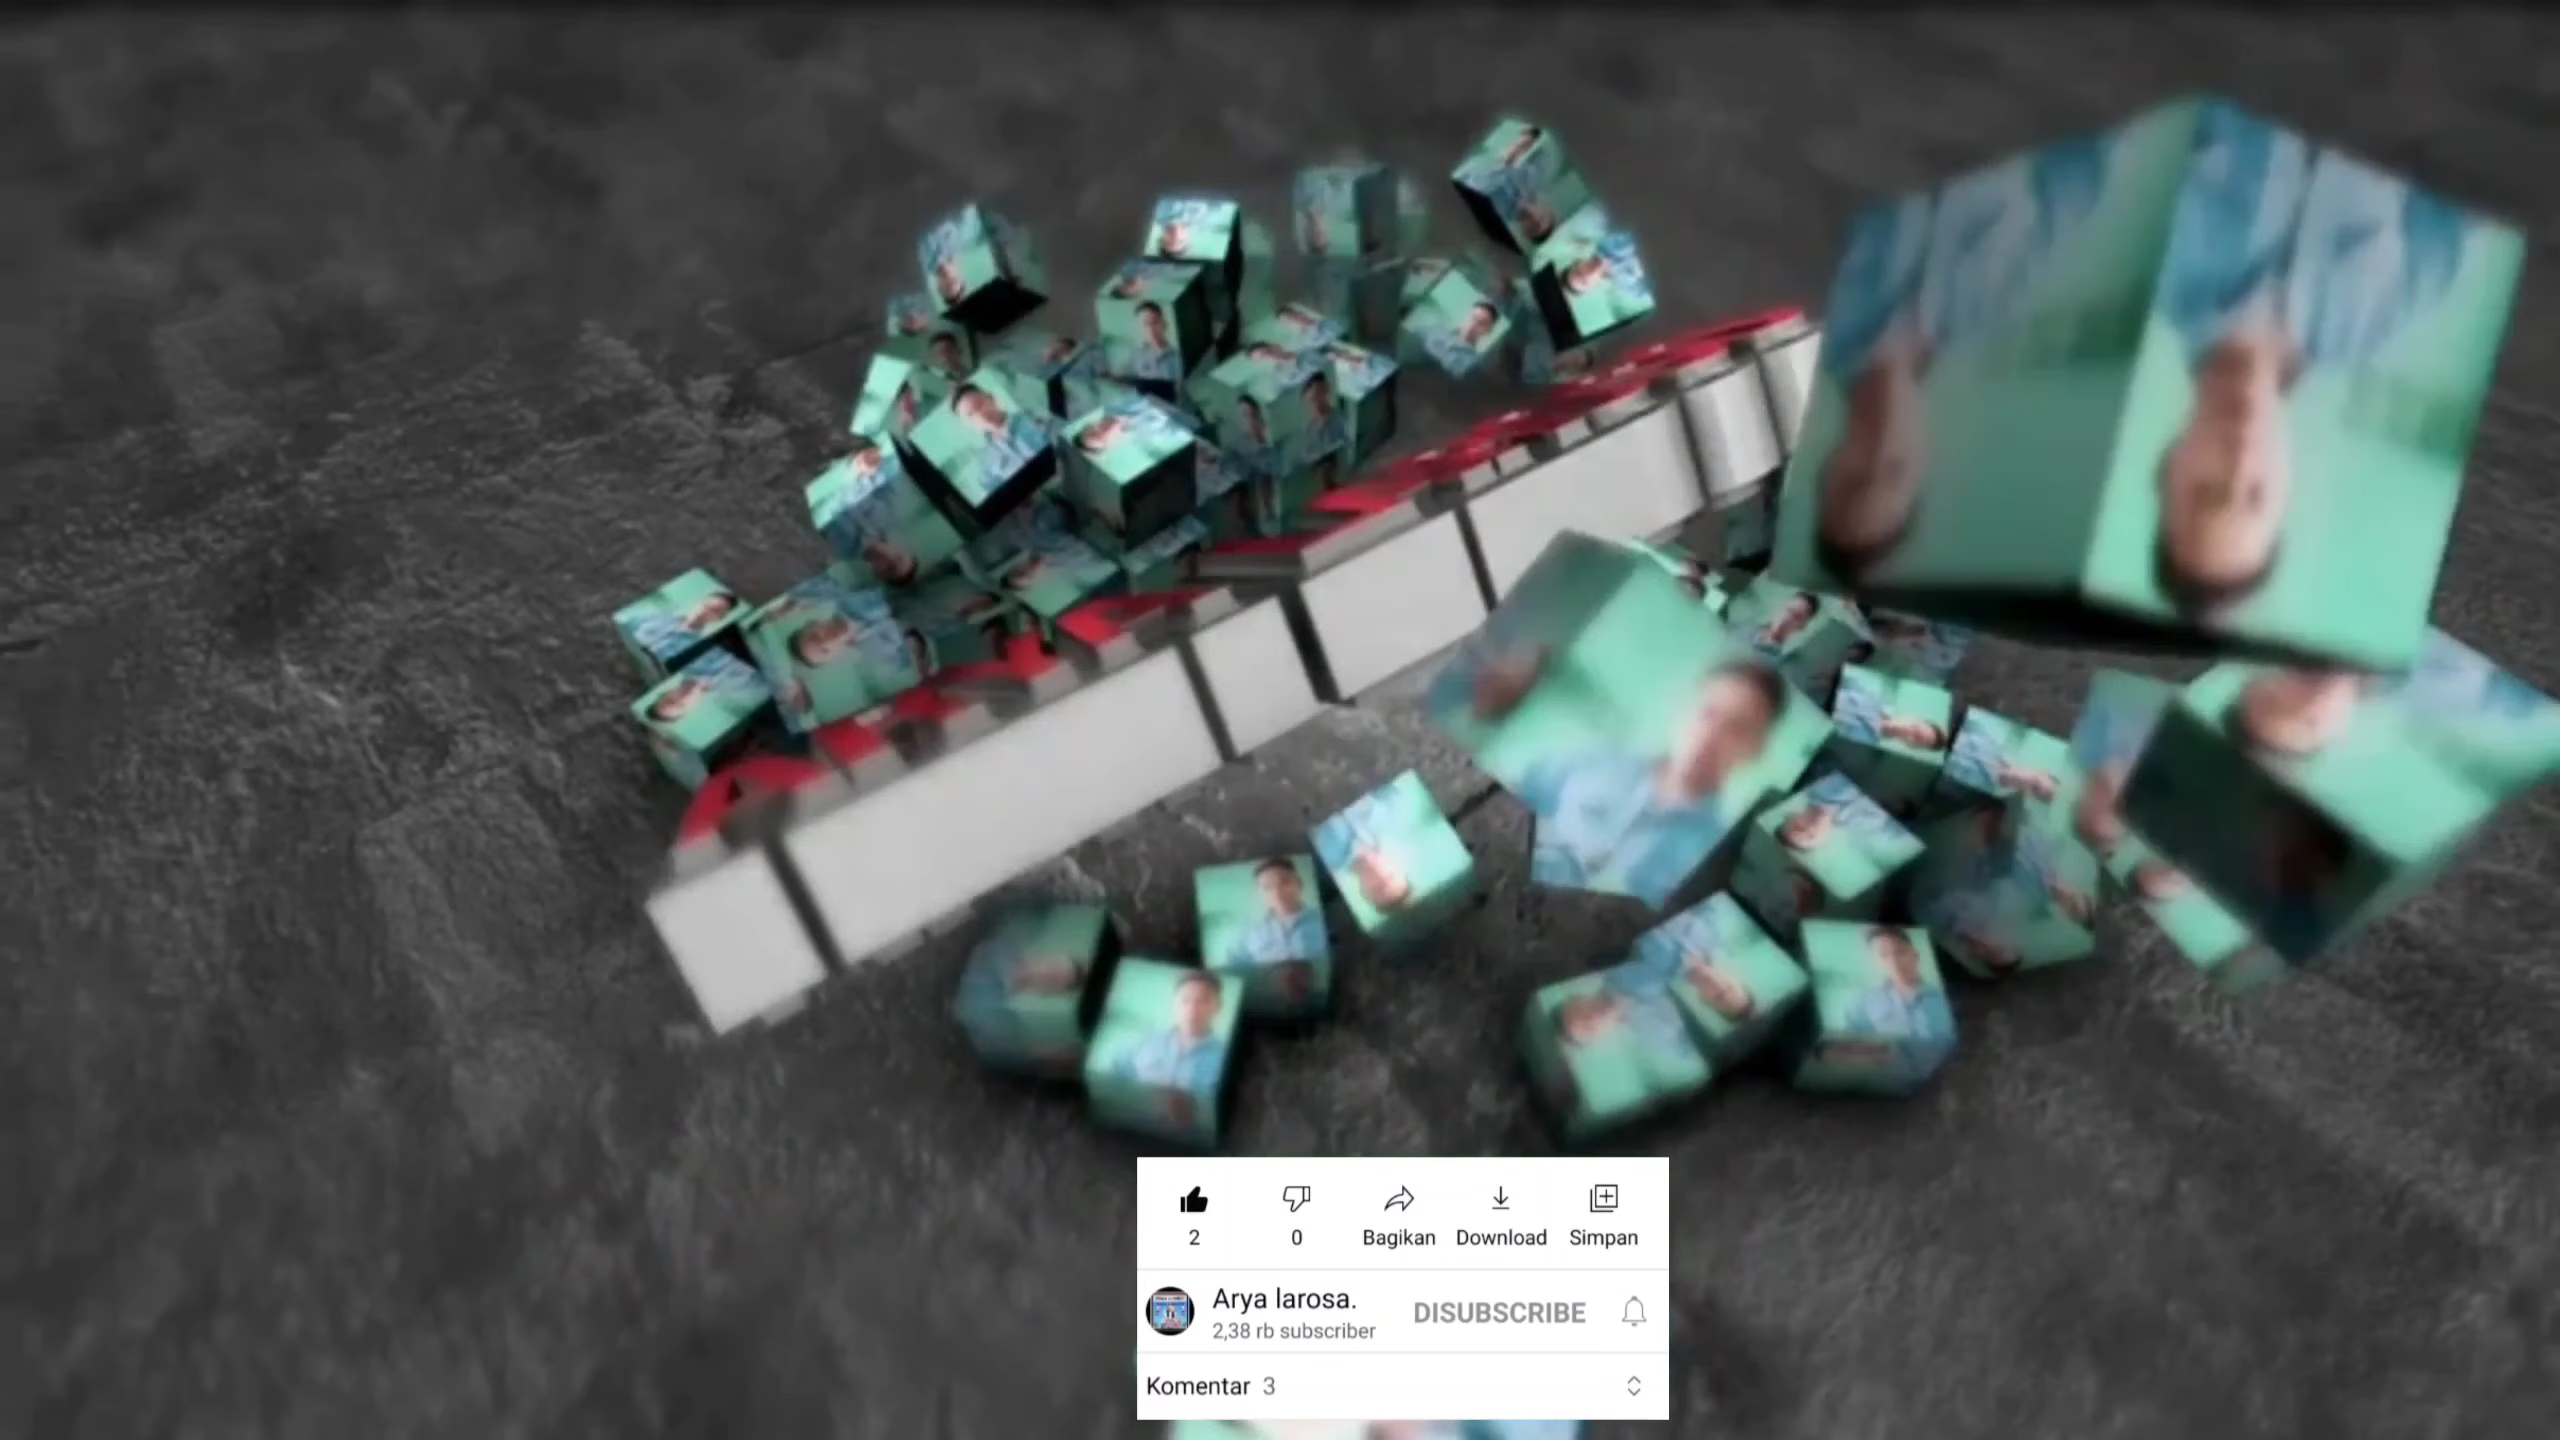 2
0
Bagikan
Download
Simpan
Arya larosa.
2,38 rb subscriber
DISUBSCRIBE
Komentar 3